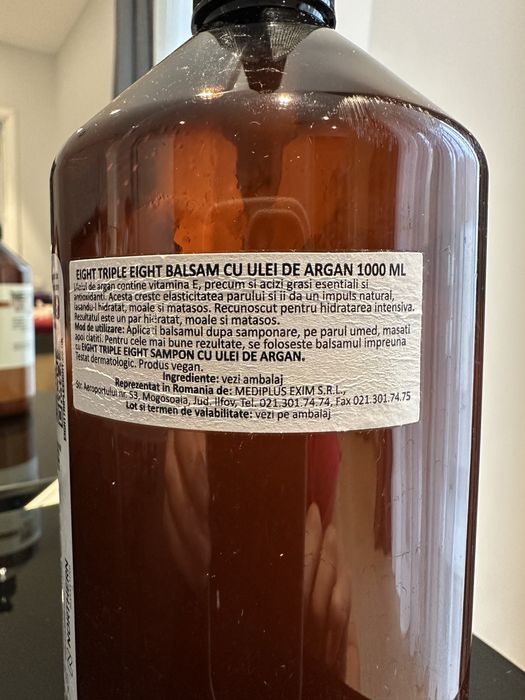 EIGHT TRIPLE EIGHT BALSAM CU ULEI DE ARGAN 1000 ML
Uleiul de argan contine vitamina E, precum si acizi grasi esentiali si
antioxidanti. Acesta creste elasticitatea parului si ii da un impuls natural,
lasandu-l hidratat, moale si matasos. Recunoscut pentru hidratarea intensiva.
Rezultatul este un par hidratat, moale si matasos.
Mod de utilizare: Aplicati balsamul dupa samponare, pe parul umed, masati
apoi clatiti. Pentru cele mai bune rezultate, se foloseste balsamul impreuna
cu EIGHT TRIPLE EIGHT SAMPON CU ULEI DE ARGAN.
Testat dermatologic. Produs vegan.
Ingrediente: vezi ambalaj
Reprezentat in Romania de: MEDIPLUS EXIM S.R.L.,
Str. Aeroportului nr. 53, Mogosoaia, Jud. Ilfov, Tel. 021.301.74.74, Fax 021.301.74.75
Lot si termen de valabilitate: vezi pe ambalaj
NORTHERN